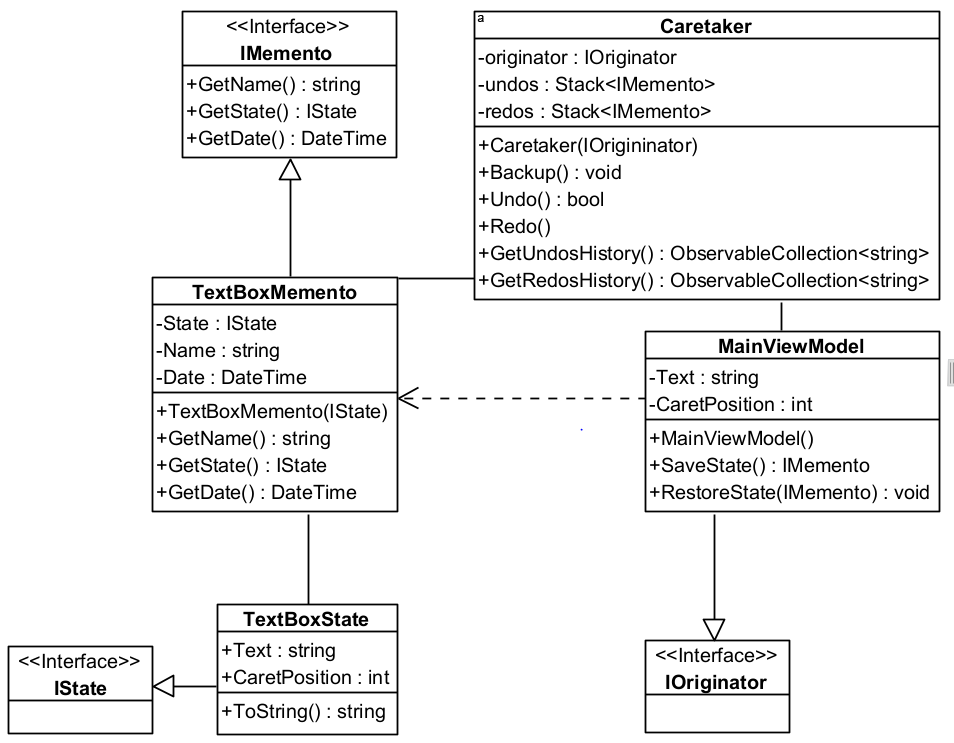 <<Interface>>
IMemento
+GetName() : string
+GetState() : IState
+GetDate() : DateTime
a
Caretaker
-originator : IOriginator
-undos : Stack<IMemento>
-redos : Stack<IMemento>
+Caretaker(IOrigininator)
+Backup() : void
+Undo() : bool
+Redo()
+GetUndosHistory() : ObservableCollection<string>
+GetRedosHistory() : ObservableCollection<string>
TextBoxMemento
-State : IState
-Name : string
-Date : DateTime
+TextBoxMemento(IState)
+GetName() : string
+GetState() : IState
+GetDate() : DateTime
MainViewModel
-Text : string
-CaretPosition : int
+MainViewModel()
+SaveState() : IMemento
+RestoreState(IMemento) : void
TextBoxState
+Text : string
+CaretPosition : int
+ToString() : string
<<Interface>>
IState
<<Interface>>
IOriginator